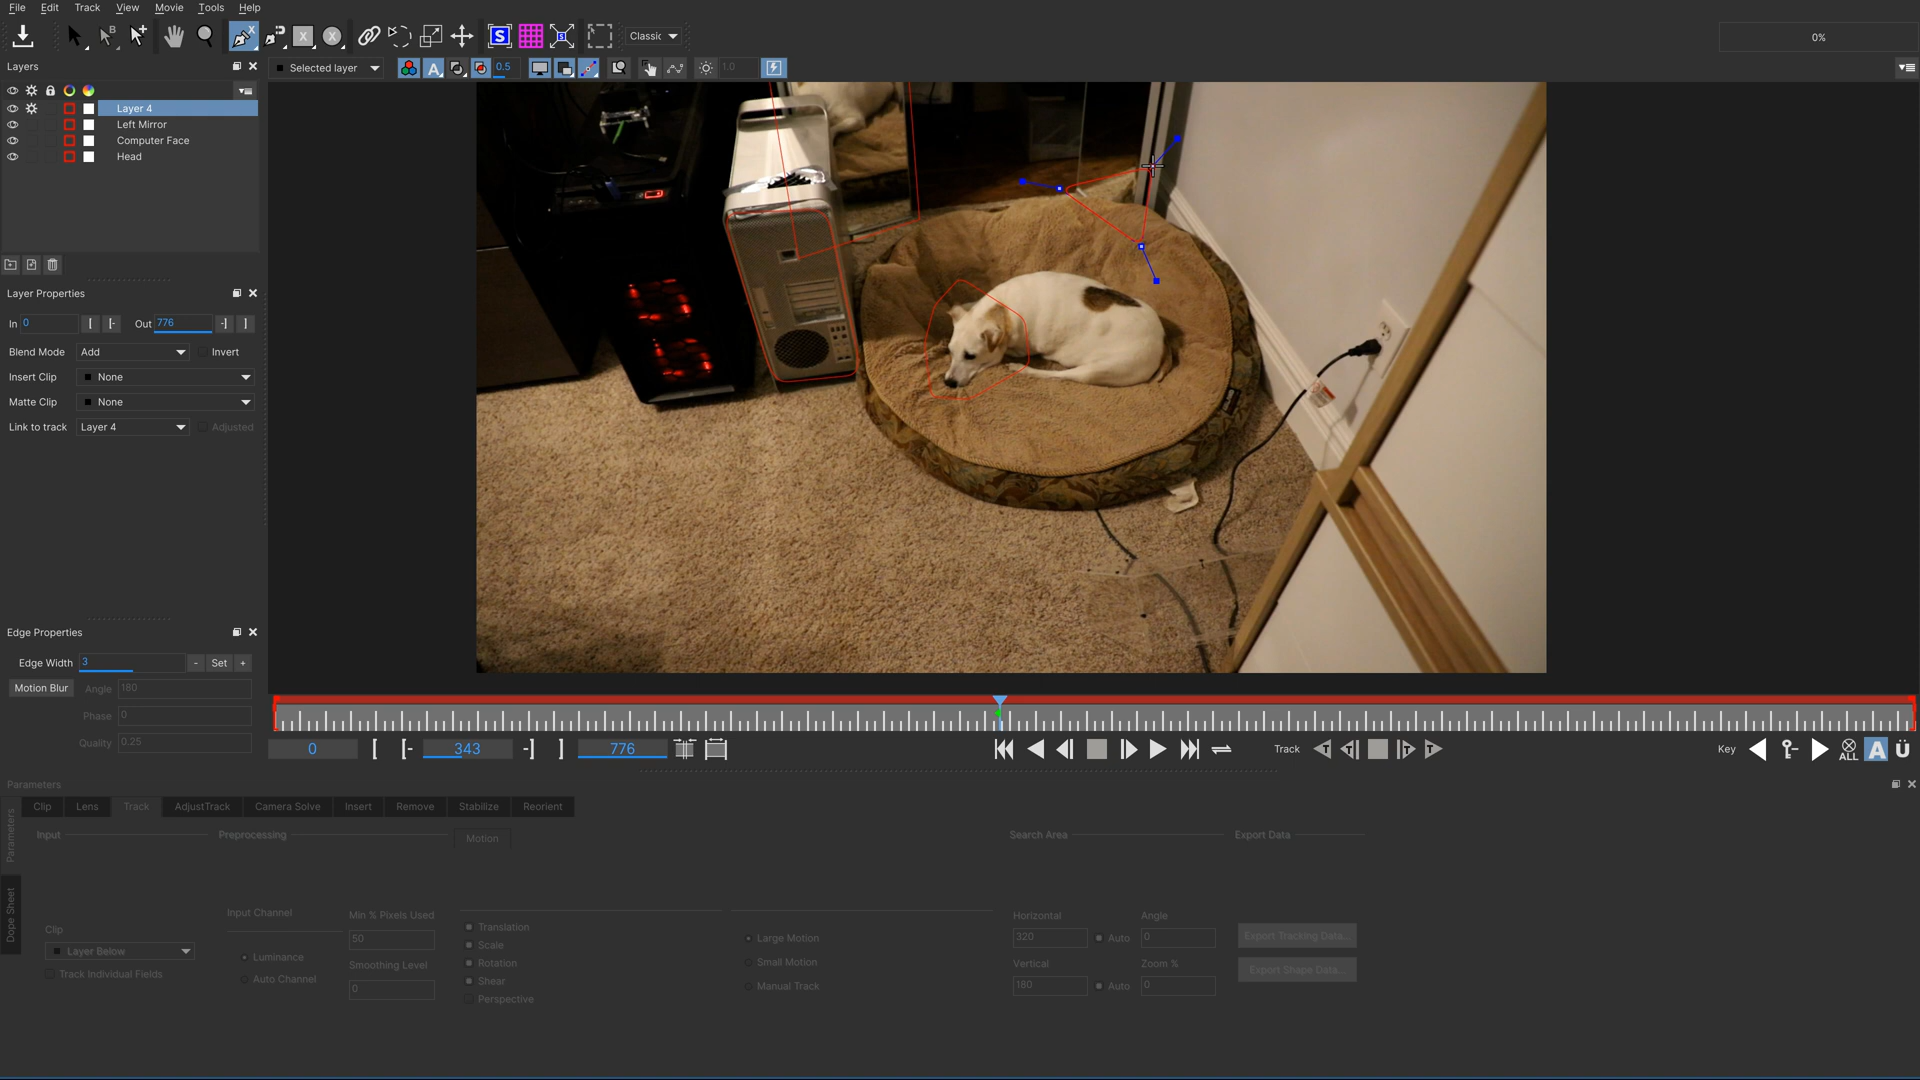 File Edit Track View Movie Tools Help
Classic
0%
Layers
Selected layer
0.5
1.0
Layer 4
Left Mirror
Computer Face
Head
Layer Properties
In 0 Out 776
Blend Mode Add Invert
Insert Clip None
Matte Clip None
Link to track Layer 4 Adjusted
Edge Properties
Edge Width 3 - Set +
Motion Blur Angle 180
Phase 0
Quality 0.25
0 343 776 Track Key ALL
Parameters
Clip Lens Track AdjustTrack Camera Solve Insert Remove Stabilize Reorient
Parameters
Dope Sheet
Input Preprocessing Motion Search Area Export Data
Input Channel Min % Pixels Used Horizontal Angle
Clip 50 Translation Large Motion 320 Auto 0 Export Tracking Data...
Layer Below Luminance Smoothing Level Scale Rotation Small Motion Vertical Zoom %
Track Individual Fields Auto Channel 0 Shear Manual Track 180 Auto 0 Export Shape Data...
Perspective